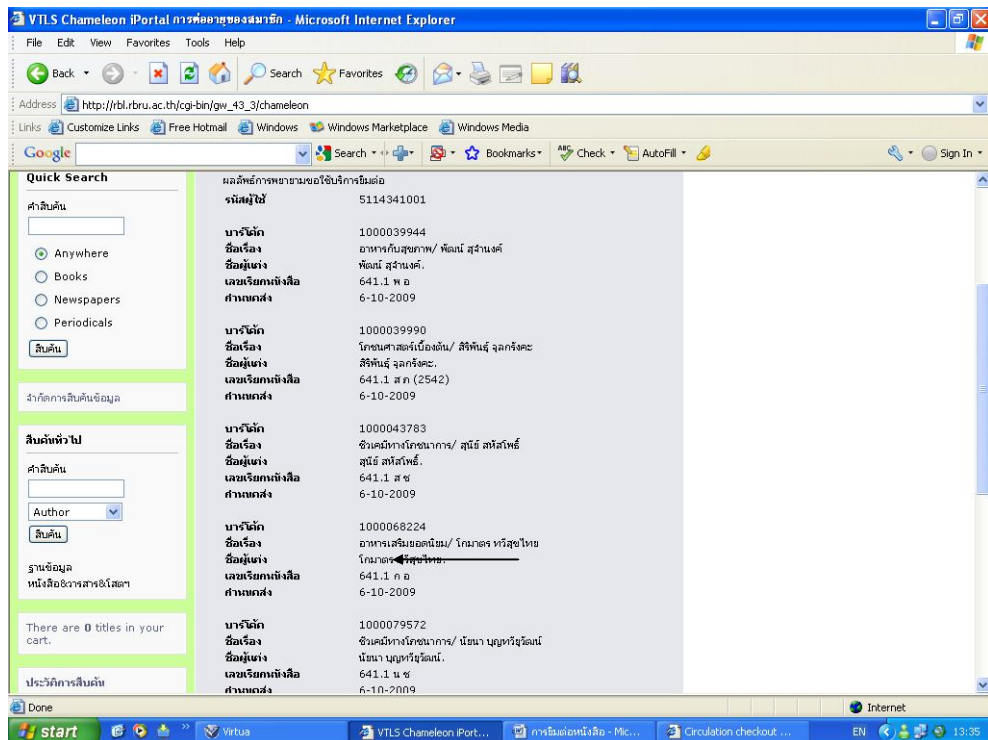 VTLS Chameleon iPortal การต่ออายุของสมาชิก - Microsoft Internet Explorer
File Edit View Favorites Tools Help
Back Search Favorites
Address http://rbl.rbru.ac.th/cgi-bin/gw_43_3/chameleon
Links Customize Links Free Hotmail Windows Windows Marketplace Windows Media
Google Search Bookmarks Check AutoFill Sign In
Quick Search
คำสืบค้น
Anywhere
Books
Newspapers
Periodicals
สืบค้น
จำกัดการสืบค้นข้อมูล
สืบค้นทั่วไป
คำสืบค้น
Author
สืบค้น
ฐานข้อมูล
หนังสือ&วารสาร&โสตฯ
There are 0 titles in your
cart.
ประวัติการสืบค้น
ผลลัพธ์การพยายามขอใช้บริการยืมต่อ
รหัสผู้ใช้ 5114341001
บาร์โค้ด 1000039944
ชื่อเรื่อง อาหารกับสุขภาพ/ พัฒน์ สุจำนงค์
ชื่อผู้แต่ง พัฒน์ สุจำนงค์.
เลขเรียกหนังสือ 641.1 พ อ
กำหนดส่ง 6-10-2009
บาร์โค้ด 1000039990
ชื่อเรื่อง โภชนศาสตร์เบื้องต้น/ สิริพันธุ์ จุลกรังคะ
ชื่อผู้แต่ง สิริพันธุ์ จุลกรังคะ.
เลขเรียกหนังสือ 641.1 ส ภ (2542)
กำหนดส่ง 6-10-2009
บาร์โค้ด 1000043783
ชื่อเรื่อง ชีวเคมีทางโภชนาการ/ สุนีย์ สหัสโพธิ์
ชื่อผู้แต่ง สุนีย์ สหัสโพธิ์.
เลขเรียกหนังสือ 641.1 ส ช
กำหนดส่ง 6-10-2009
บาร์โค้ด 1000068224
ชื่อเรื่อง อาหารเสริมยอดนิยม/ โกมาตร ทวีสุขไทย
ชื่อผู้แต่ง โกมาตร ทวีสุขไทย.
เลขเรียกหนังสือ 641.1 ก อ
กำหนดส่ง 6-10-2009
บาร์โค้ด 1000079572
ชื่อเรื่อง ชีวเคมีทางโภชนาการ/ นัยนา บุญทวียุวัฒน์
ชื่อผู้แต่ง นัยนา บุญทวียุวัฒน์.
เลขเรียกหนังสือ 641.1 น ช
กำหนดส่ง 6-10-2009
Done Internet
start Virtua VTLS Chameleon iPort... การยืมต่อหนังสือ - Mic... Circulation checkout ... EN 13:35